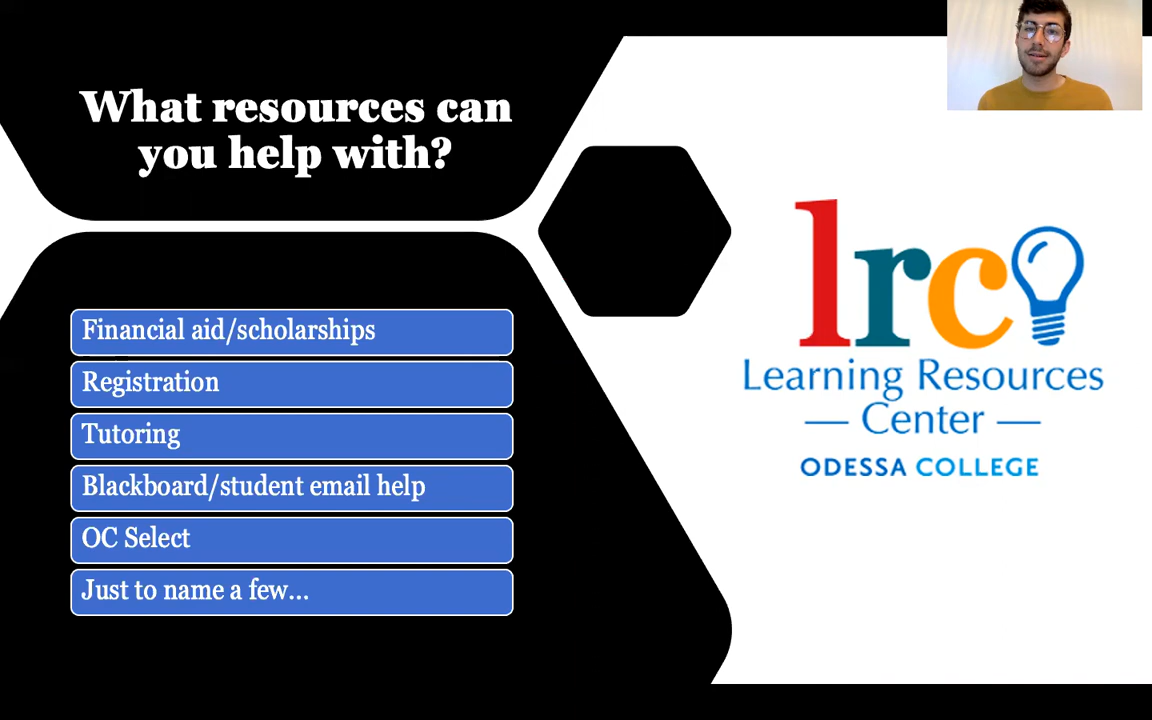 What resources can
you help with?
Financial aid/scholarships
Registration
Tutoring
Blackboard/student email help
OC Select
Just to name a few...
lrc
Learning Resources
— Center —
ODESSA COLLEGE